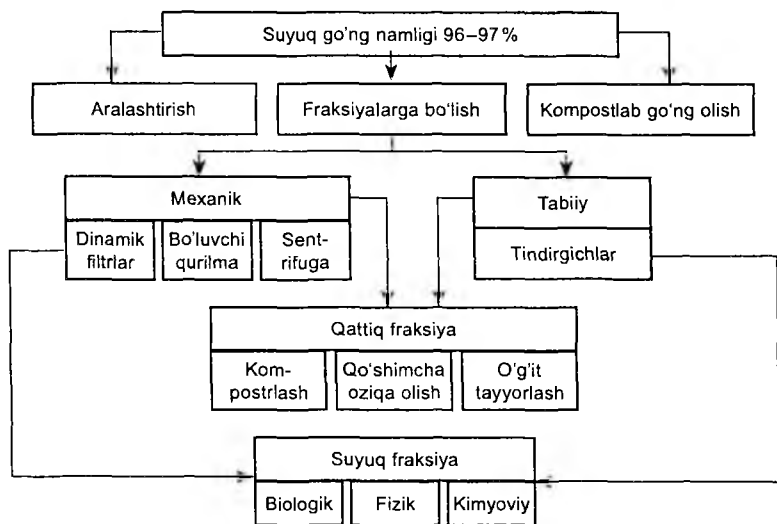 Suyuq go'ng namligi 96–97%
Aralashtirish
Fraksiyalarga bo'lish
Kompostlab go'ng olish
Mexanik
Tabiiy
Dinamik
filtrlar
Bo'luvchi
qurilma
Sent-
rifuga
Tindirgichlar
Qattiq fraksiya
Kom-
postrlash
Qo'shimcha
oziqa olish
O'g'it
tayyorlash
Suyuq fraksiya
Biologik
Fizik
Kimyoviy